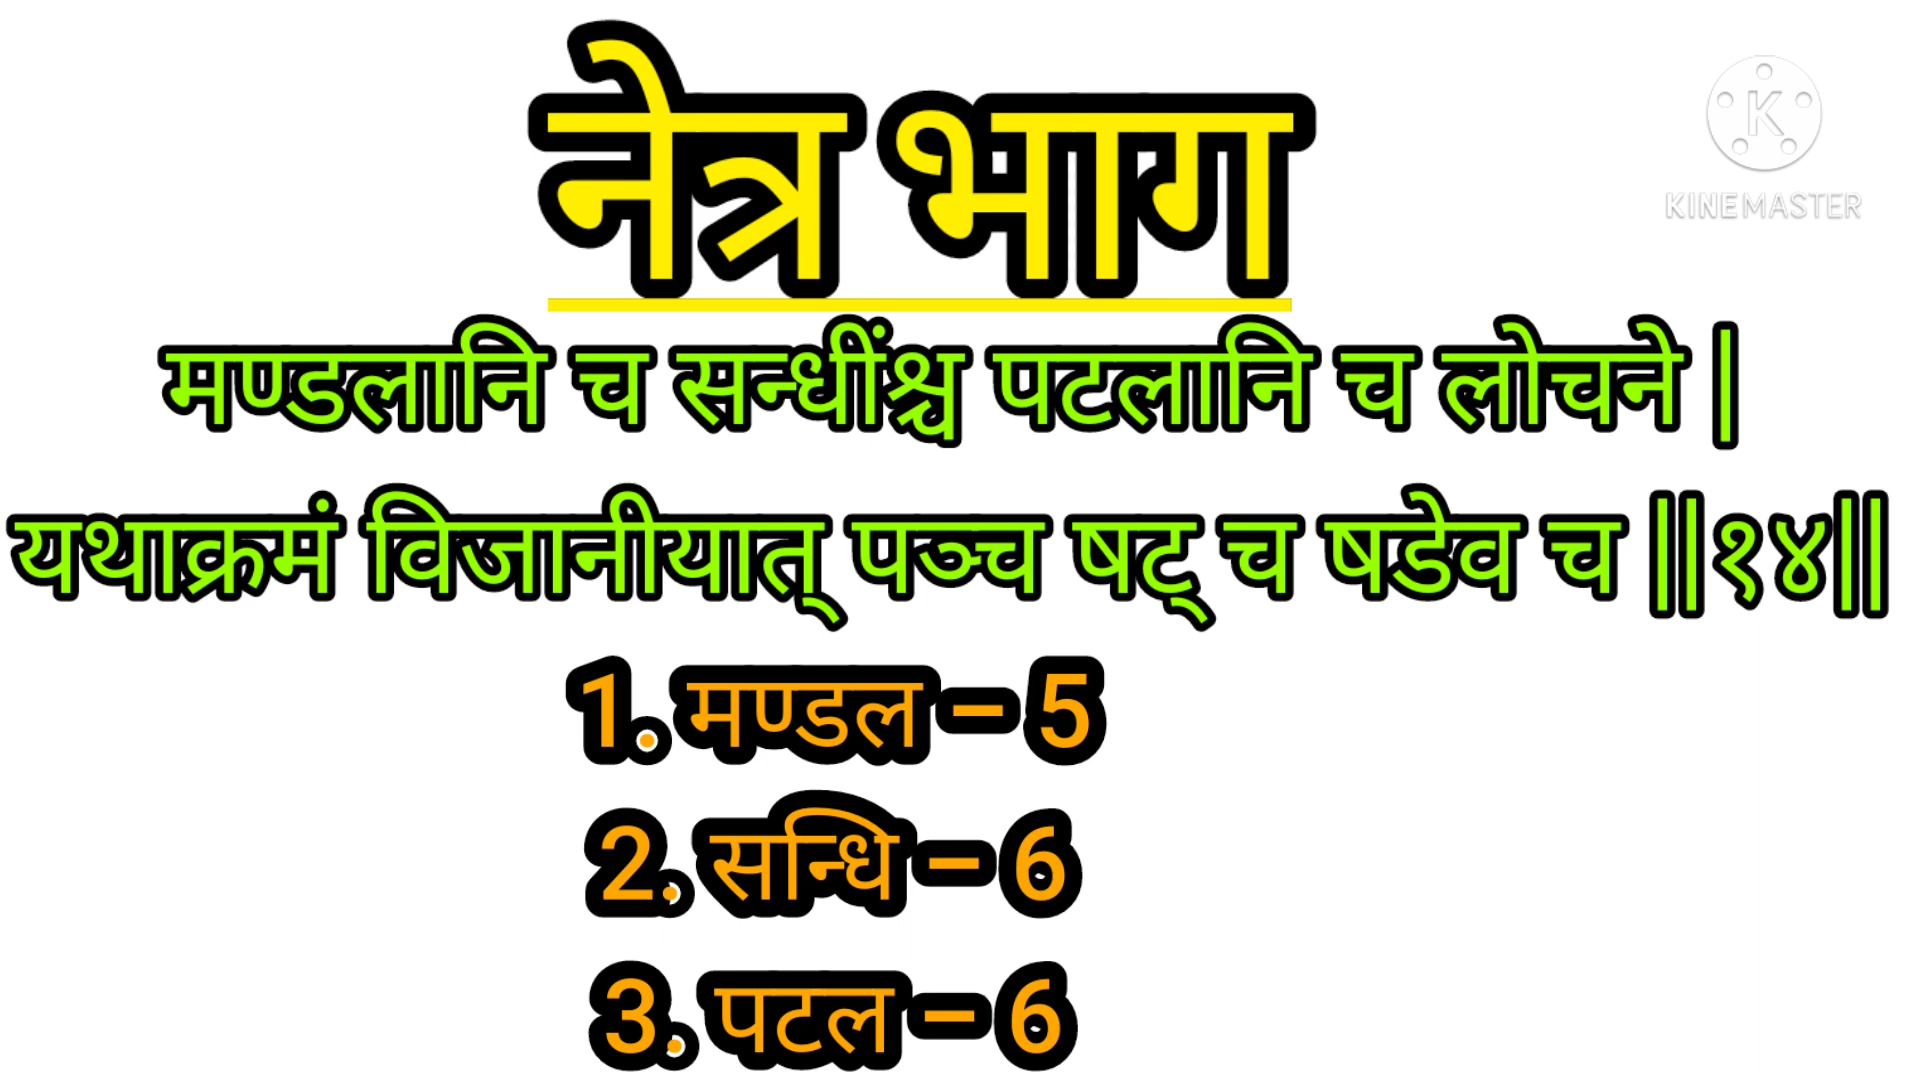 नेत्र भाग
KINEMASTER
मण्डलानि च सन्धींश्च पटलानि च लोचने |
यथाक्रमं विजानीयात् पञ्च षट् च षडेव च ||१४||
1. मण्डल – 5
2. सन्धि – 6
3. पटल – 6